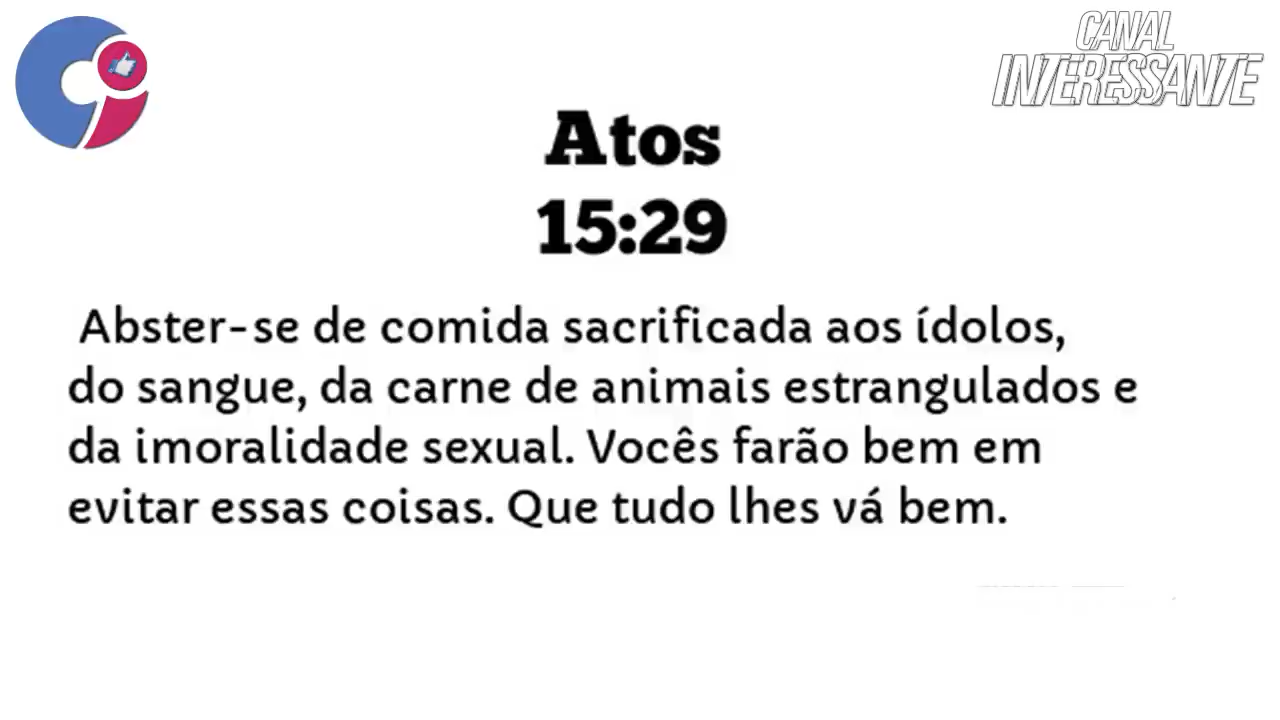 CANAL
INTERESSANTE
Atos
15:29
Abster-se de comida sacrificada aos ídolos,
do sangue, da carne de animais estrangulados e
da imoralidade sexual. Vocês farão bem em
evitar essas coisas. Que tudo lhes vá bem.